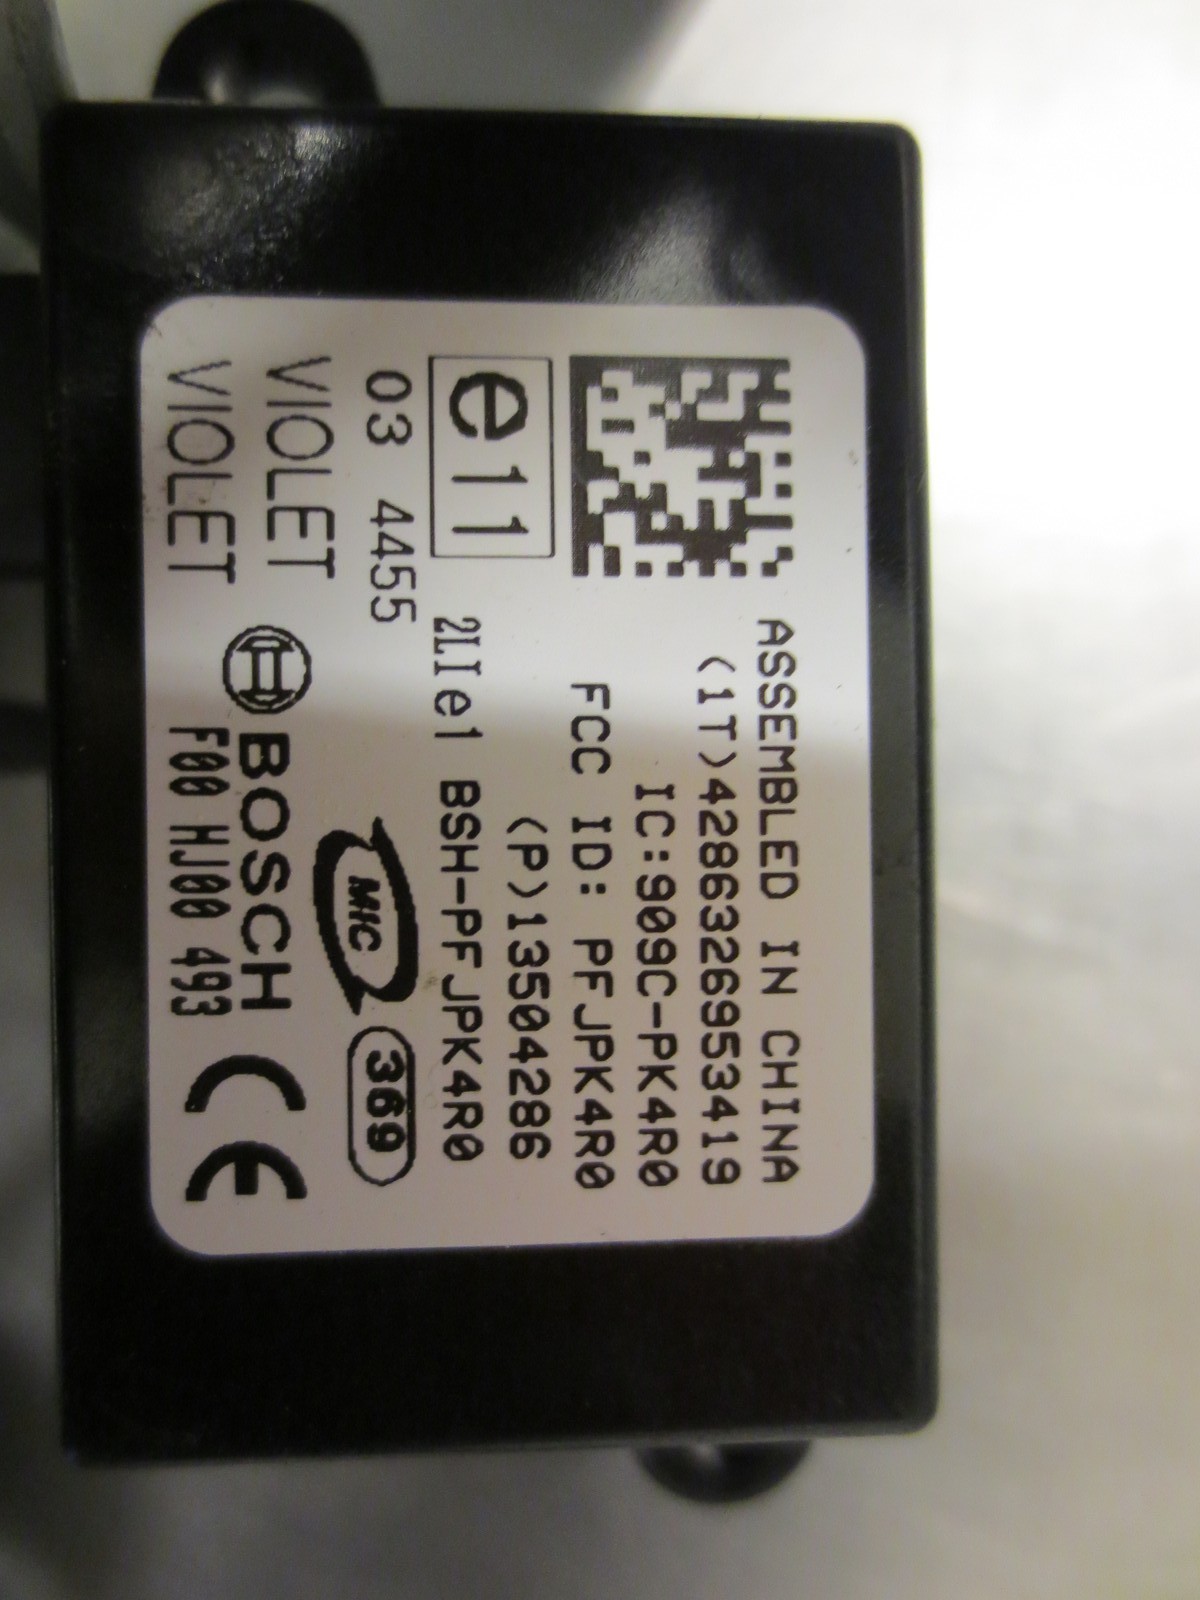 ASSEMBLED IN CHINA
(1T)4286326953419
IC:909C-PK4R0
FCC ID: PFJPK4R0
e11
(P)13504286
2LIe1 BSH-PFJPK4R0
03 4455
MIC 369
VIOLET BOSCH CE
VIOLET F00 HJ00 493